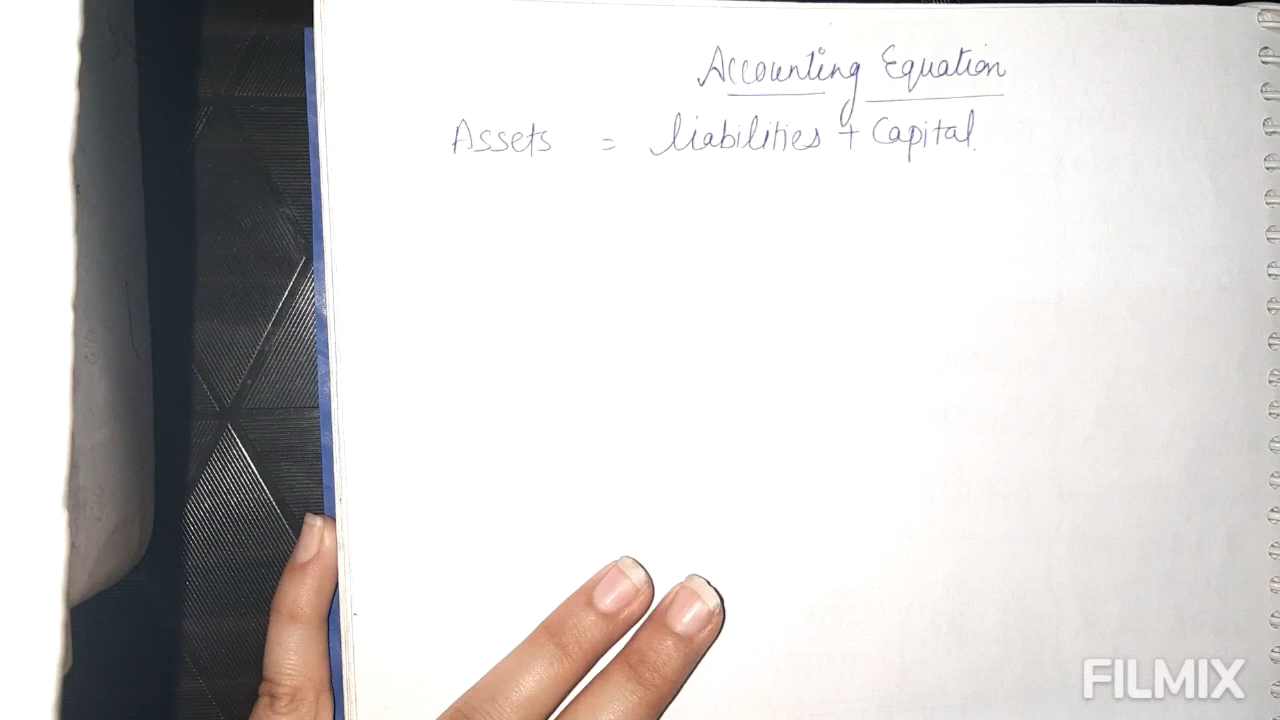 Accounting Equation
Assets = liabilities + Capital
FILMIX